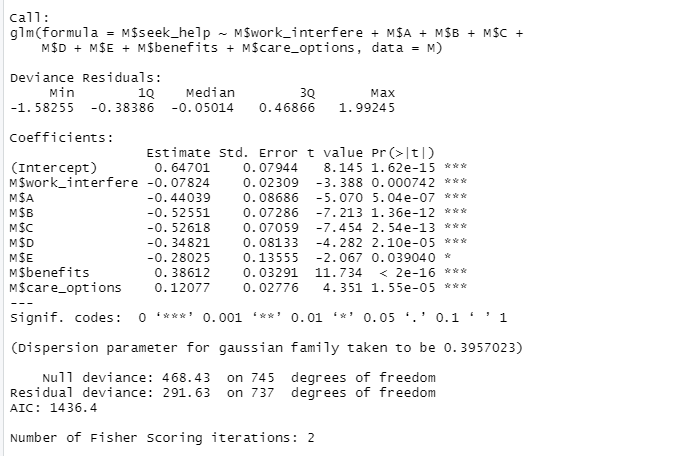 Call:
glm(formula = M$seek_help ~ M$work_interfere + M$A + M$B + M$C +
    M$D + M$E + M$benefits + M$care_options, data = M)

Deviance Residuals:
     Min       1Q   Median       3Q      Max
-1.58255 -0.38386 -0.05014  0.46866  1.99245

Coefficients:
                 Estimate Std. Error t value Pr(>|t|)
(Intercept)       0.64701    0.07944   8.145 1.62e-15 ***
M$work_interfere -0.07824    0.02309  -3.388 0.000742 ***
M$A              -0.44039    0.08686  -5.070 5.04e-07 ***
M$B              -0.52551    0.07286  -7.213 1.36e-12 ***
M$C              -0.52618    0.07059  -7.454 2.54e-13 ***
M$D              -0.34821    0.08133  -4.282 2.10e-05 ***
M$E              -0.28025    0.13555  -2.067 0.039040 *
M$benefits        0.38612    0.03291  11.734  < 2e-16 ***
M$care_options    0.12077    0.02776   4.351 1.55e-05 ***
---
Signif. codes:  0 ‘***’ 0.001 ‘**’ 0.01 ‘*’ 0.05 ‘.’ 0.1 ‘ ’ 1

(Dispersion parameter for gaussian family taken to be 0.3957023)

    Null deviance: 468.43  on 745  degrees of freedom
Residual deviance: 291.63  on 737  degrees of freedom
AIC: 1436.4

Number of Fisher Scoring iterations: 2